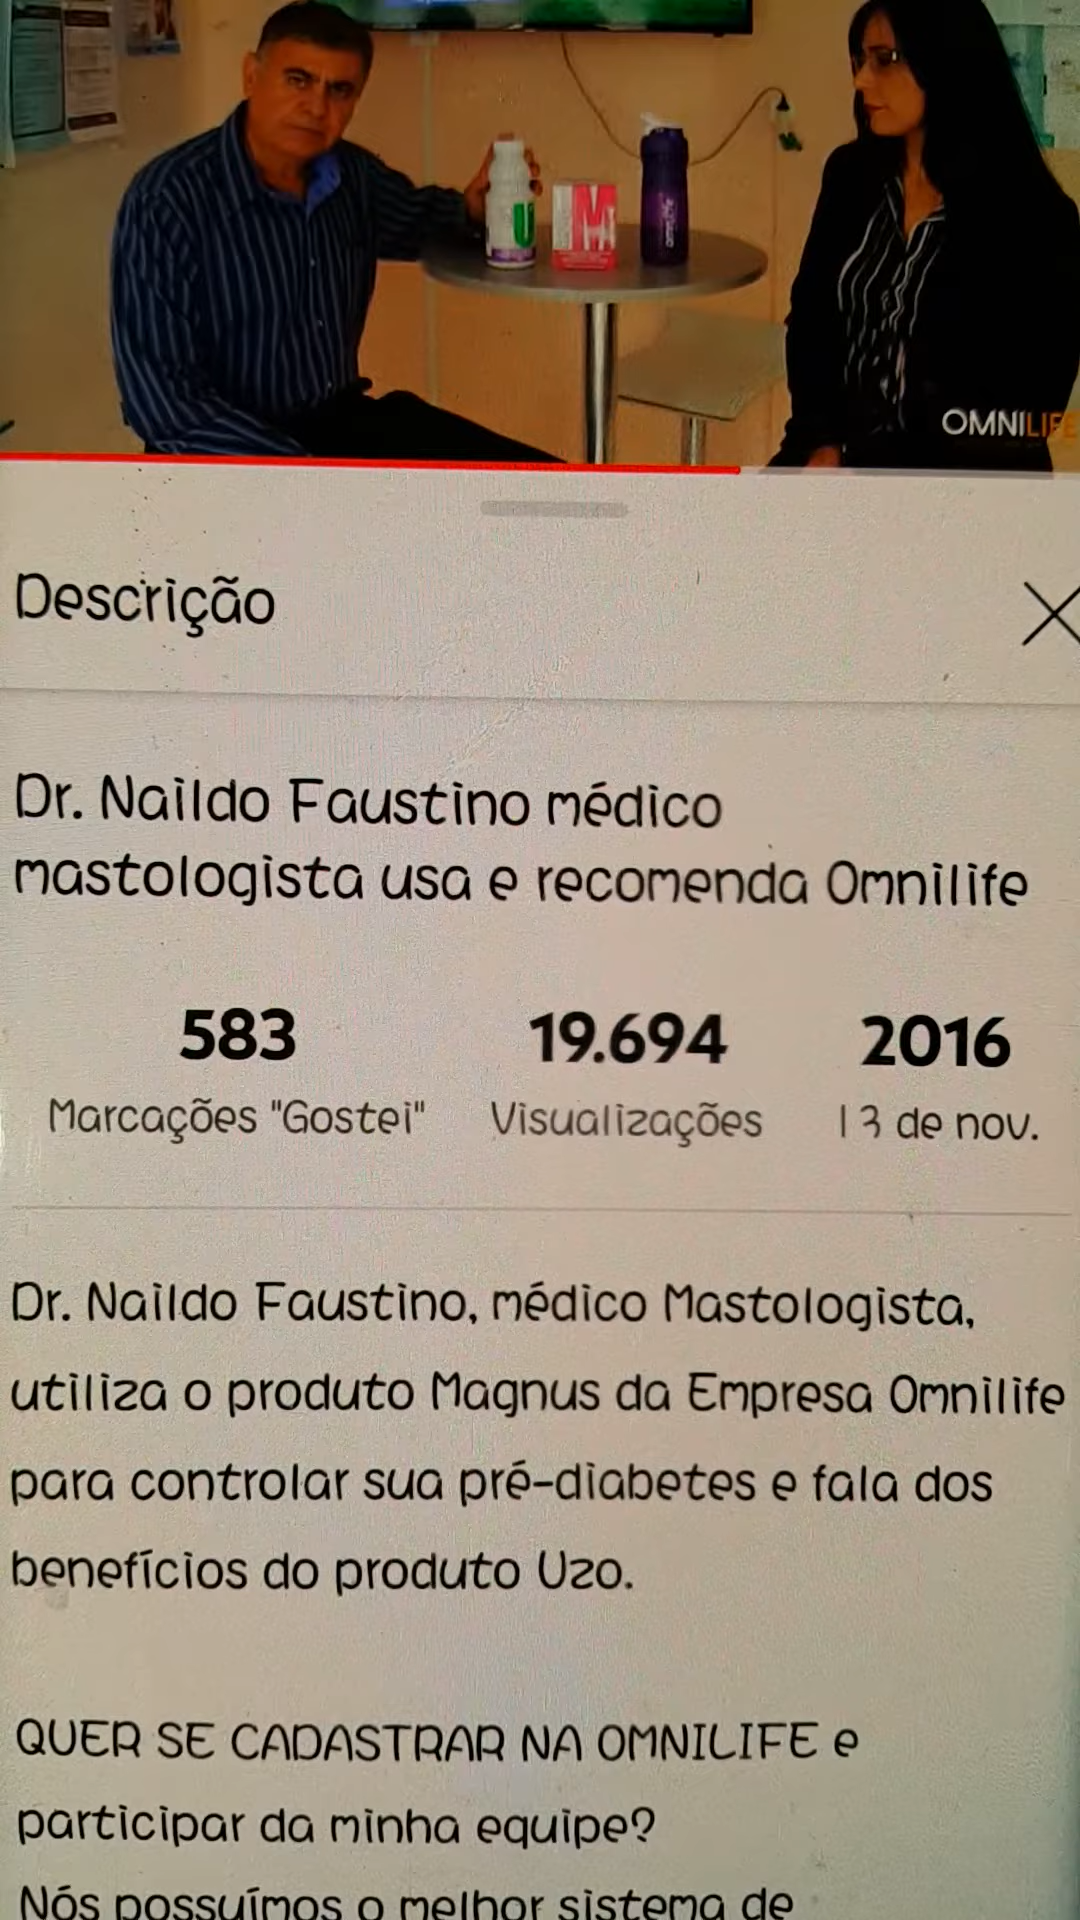 U
M
omnilife
OMNILIFE
Descrição
Dr. Naildo Faustino médico
mastologista usa e recomenda Omnilife
583
19.694
2016
Marcações "Gostei"
Visualizações
13 de nov.
Dr. Naildo Faustino, médico Mastologista,
utiliza o produto Magnus da Empresa Omnilife
para controlar sua pré-diabetes e fala dos
benefícios do produto Uzo.
QUER SE CADASTRAR NA OMNILIFE e
participar da minha equipe?
Nós possuímos o melhor sistema de